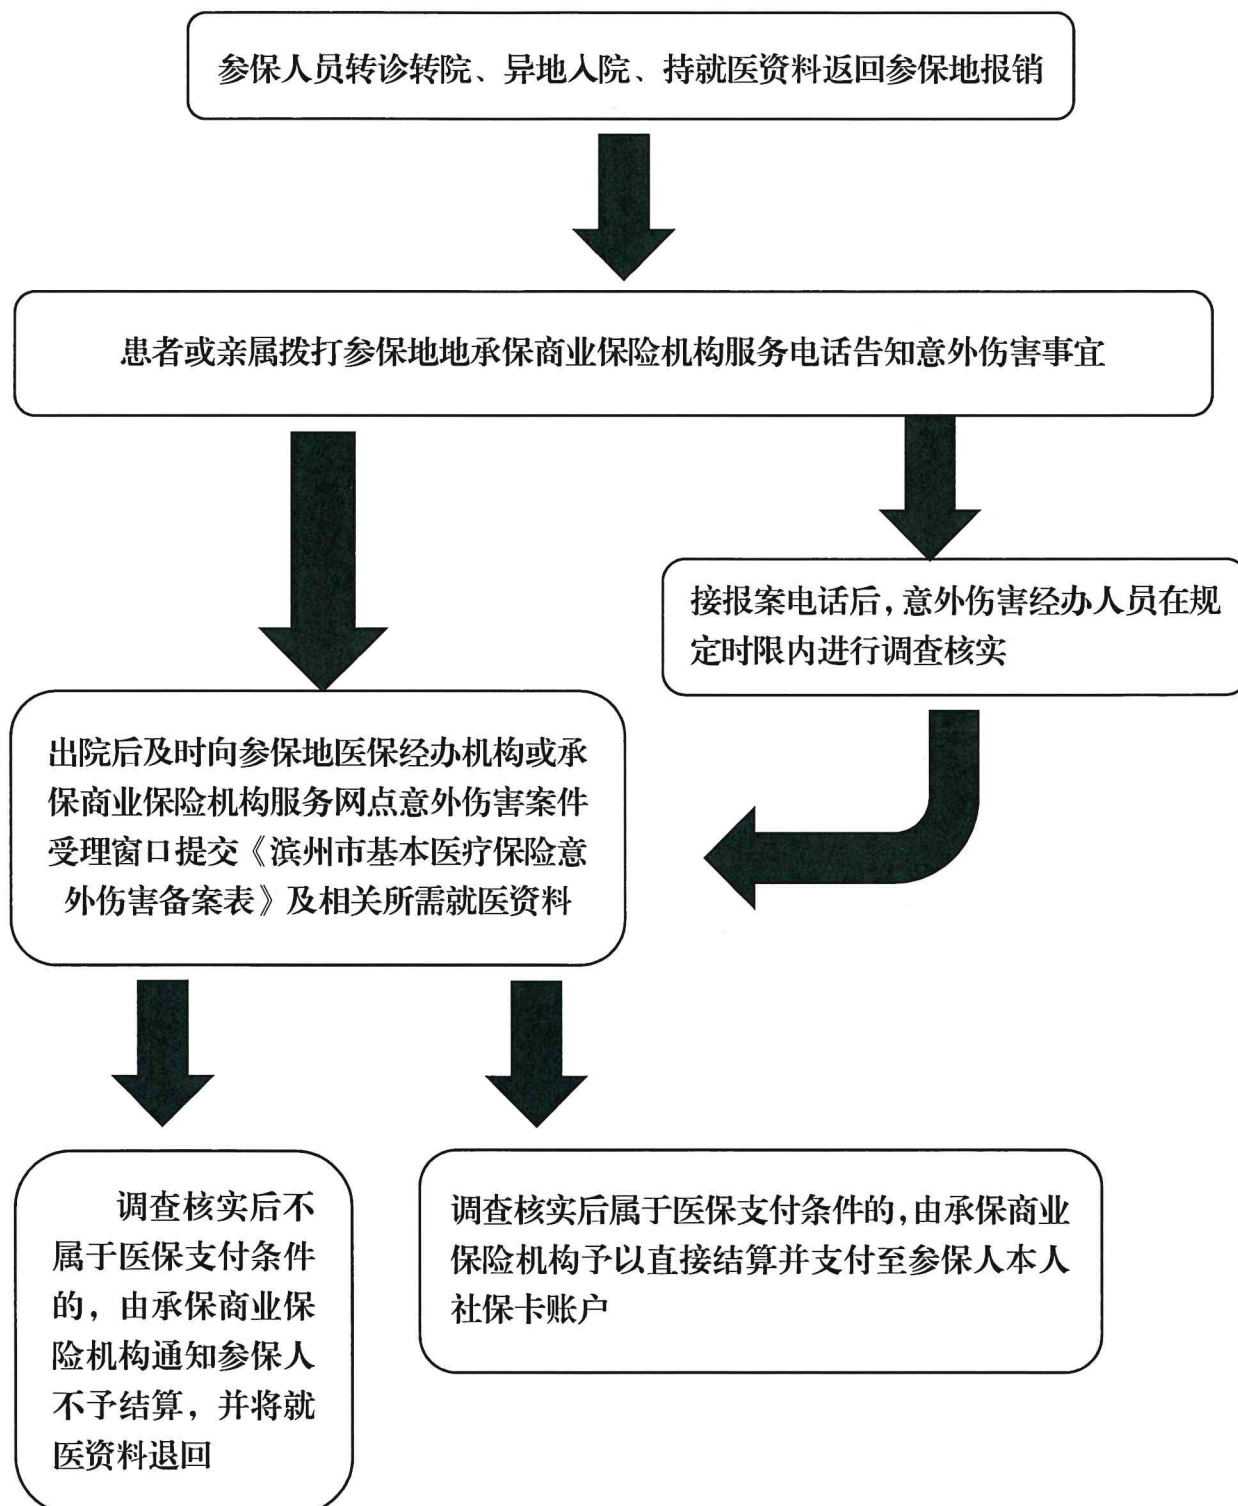 参保人员转诊转院、异地入院、持就医资料返回参保地报销
患者或亲属拨打参保地地承保商业保险机构服务电话告知意外伤害事宜
接报案电话后,意外伤害经办人员在规
定时限内进行调查核实
出院后及时向参保地医保经办机构或承
保商业保险机构服务网点意外伤害案件
受理窗口提交《滨州市基本医疗保险意
外伤害备案表》及相关所需就医资料
调查核实后不
属于医保支付条件
的，由承保商业保
险机构通知参保人
不予结算，并将就
医资料退回
调查核实后属于医保支付条件的,由承保商业
保险机构予以直接结算并支付至参保人本人
社保卡账户